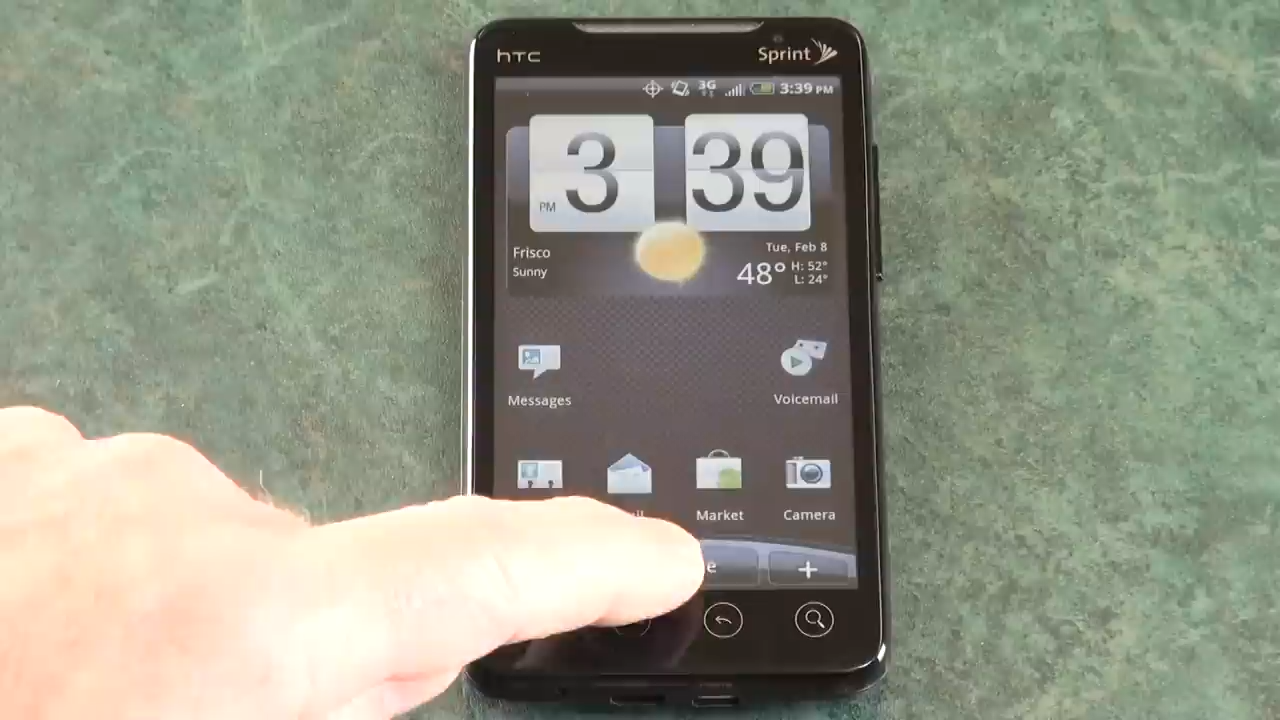 hTC Sprint
3G 3:39 PM
3 39
PM
Frisco Tue, Feb 8
Sunny 48° H: 52°
L: 24°
Messages Voicemail
Market Camera
e +